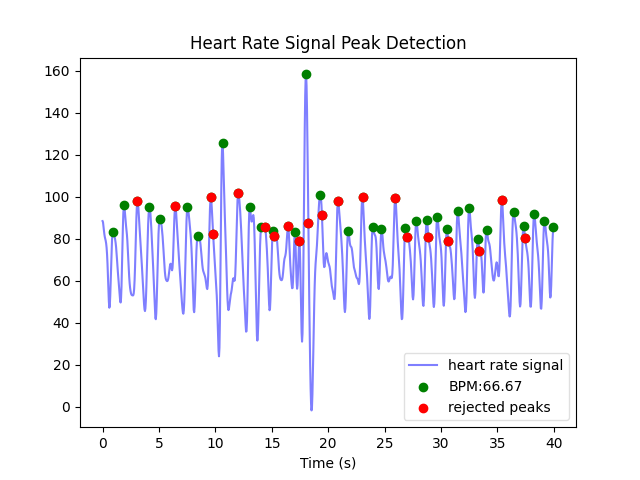 Heart Rate Signal Peak Detection
160
140
120
100
80
60
40
20
0
heart rate signal
BPM:66.67
rejected peaks
0 5 10 15 20 25 30 35 40
Time (s)